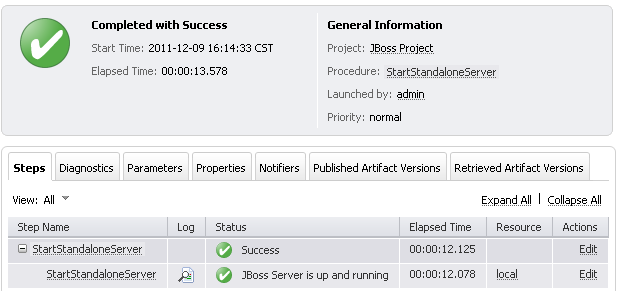 Completed with Success
Start Time: 2011-12-09 16:14:33 CST
Elapsed Time: 00:00:13.578
General Information
Project: JBoss Project
Procedure: StartStandaloneServer
Launched by: admin
Priority: normal
Steps Diagnostics Parameters Properties Notifiers Published Artifact Versions Retrieved Artifact Versions
View: All
Expand All | Collapse All
Step Name Log Status Elapsed Time Resource Actions
StartStandaloneServer Success 00:00:12.125 Edit
StartStandaloneServer JBoss Server is up and running 00:00:12.078 local Edit